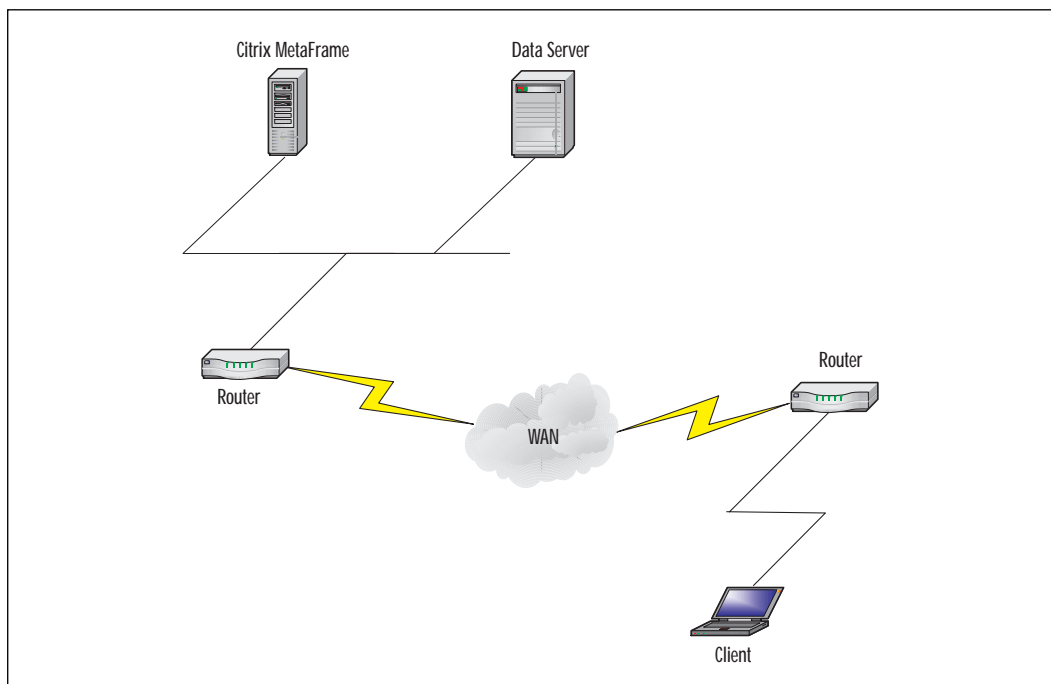 Citrix MetaFrame
Data Server
Router
Router
WAN
Client